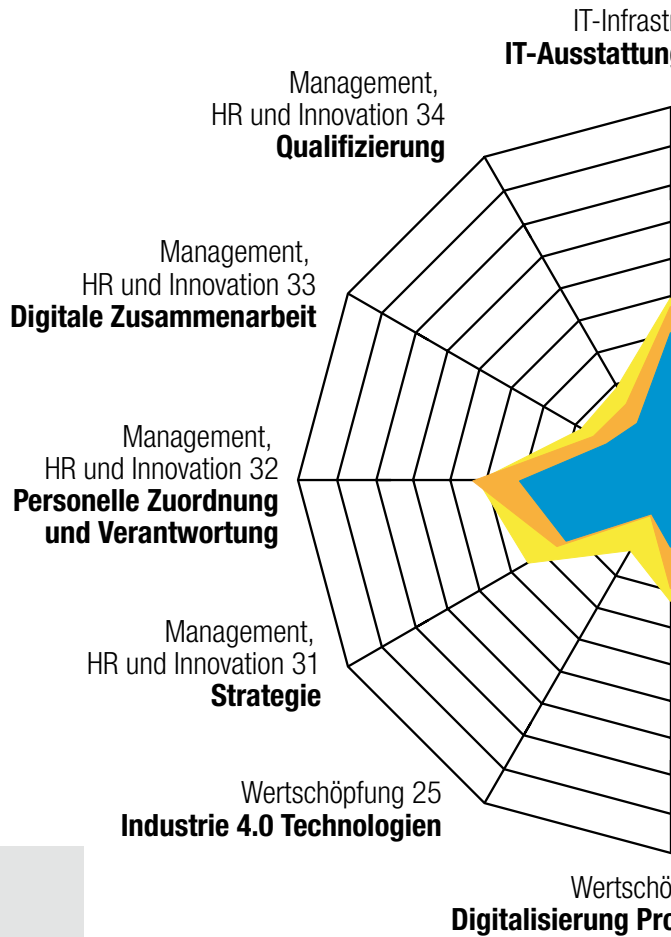 IT-Infrast
IT-Ausstattung
Management,
HR und Innovation 34
Qualifizierung
Management,
HR und Innovation 33
Digitale Zusammenarbeit
Management,
HR und Innovation 32
Personelle Zuordnung
und Verantwortung
Management,
HR und Innovation 31
Strategie
Wertschöpfung 25
Industrie 4.0 Technologien
Wertschö
Digitalisierung Pro